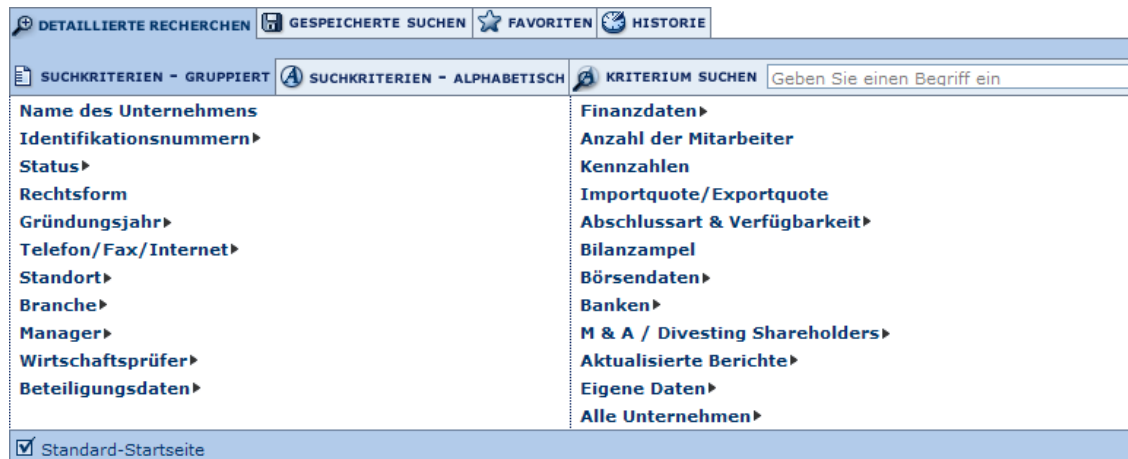 DETAILLIERTE RECHERCHEN GESPEICHERTE SUCHEN FAVORITEN HISTORIE
SUCHKRITERIEN - GRUPPIERT SUCHKRITERIEN - ALPHABETISCH KRITERIUM SUCHEN Geben Sie einen Begriff ein
Name des Unternehmens
Identifikationsnummern
Status
Rechtsform
Gründungsjahr
Telefon/Fax/Internet
Standort
Branche
Manager
Wirtschaftsprüfer
Beteiligungsdaten
Finanzdaten
Anzahl der Mitarbeiter
Kennzahlen
Importquote/Exportquote
Abschlussart & Verfügbarkeit
Bilanzampel
Börsendaten
Banken
M & A / Divesting Shareholders
Aktualisierte Berichte
Eigene Daten
Alle Unternehmen
Standard-Startseite